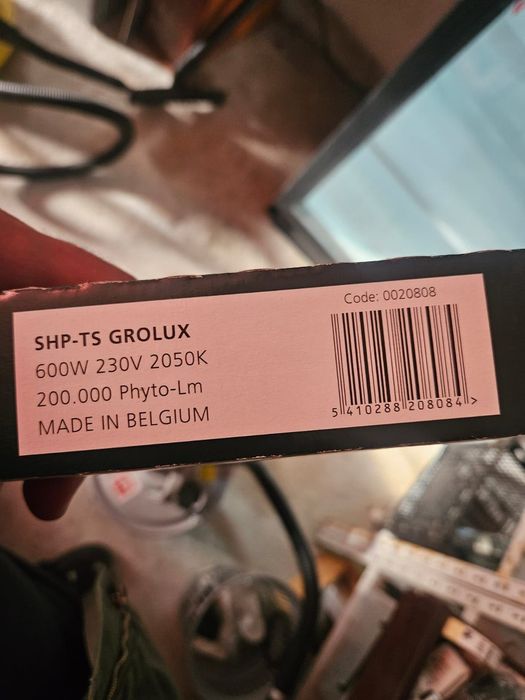 SHP-TS GROLUX
600W 230V 2050K
200.000 Phyto-Lm
MADE IN BELGIUM
Code: 0020808
5 410288 208084 >